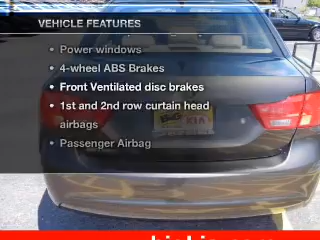 VEHICLE FEATURES
• Power windows
• 4-wheel ABS Brakes
• Front Ventilated disc brakes
• 1st and 2nd row curtain head
airbags
• Passenger Airbag
KIA